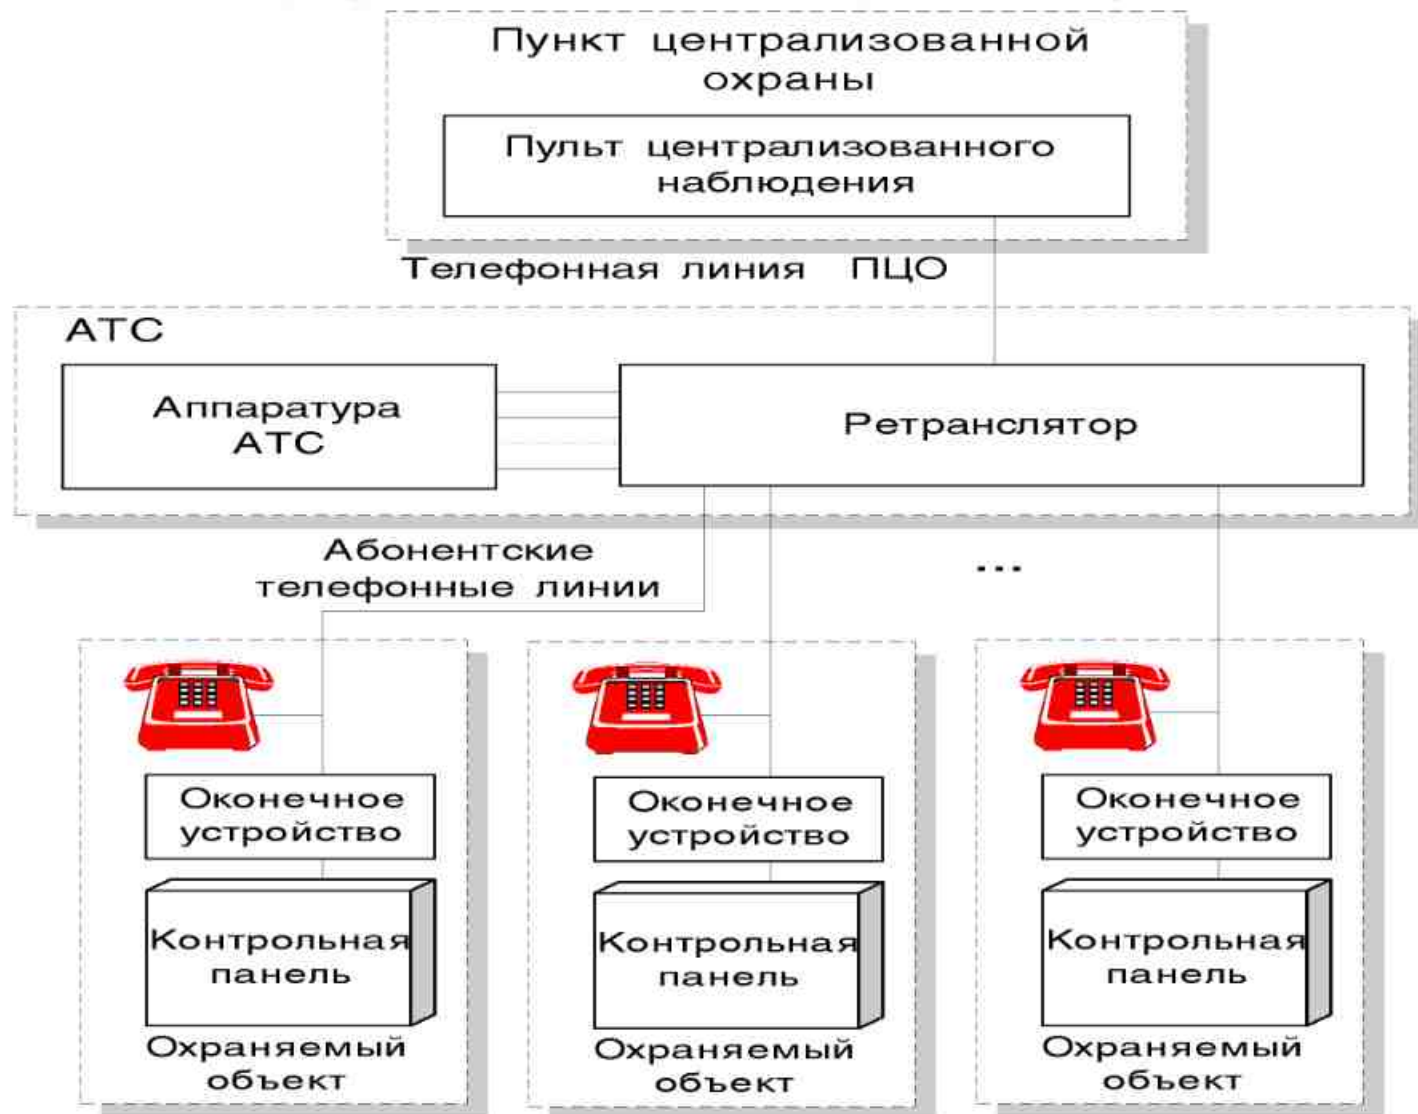 Пункт централизованной
охраны
Пульт централизованного
наблюдения
Телефонная линия ПЦО
АТС
Аппаратура
АТС
Ретранслятор
Абонентские
телефонные линии
...
Оконечное
устройство
Контрольная
панель
Охраняемый
объект
Оконечное
устройство
Контрольная
панель
Охраняемый
объект
Оконечное
устройство
Контрольная
панель
Охраняемый
объект